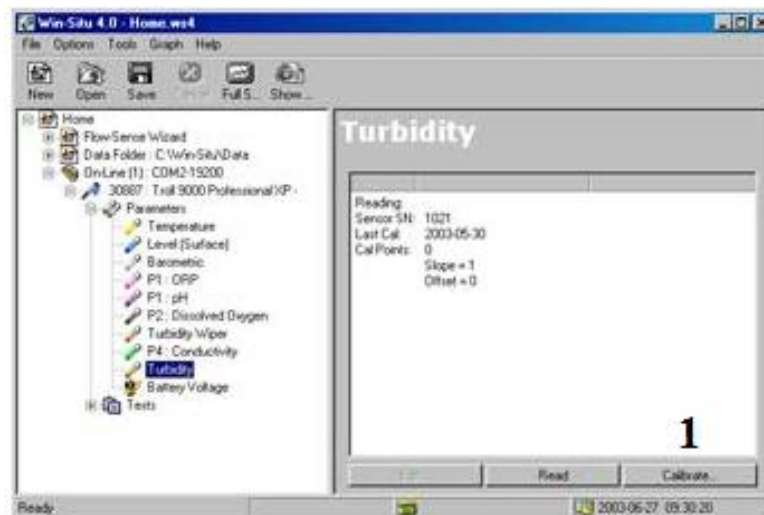 Win-Situ 4.0 - Home.ws4
File Options Tools Graph Help
New Open Save Full S... Show...
Home
Flow-Sense Wizard
Data Folder : C:\Win-Situ\Data
On-Line (1) : COM2-19200
30887 : Troll 9000 Professional XP -
Parameters
Temperature
Level (Surface)
Barometric
P1 : ORP
P1 : pH
P2: Dissolved Oxygen
Turbidity Wiper
P4 : Conductivity
Turbidity
Battery Voltage
Tests
Turbidity
Reading
Sensor SN: 1021
Last Cal: 2003-05-30
Cal Points: 0
Slope = 1
Offset = 0
1
Read Calibrate...
Ready 2003-06-27 09:30:20